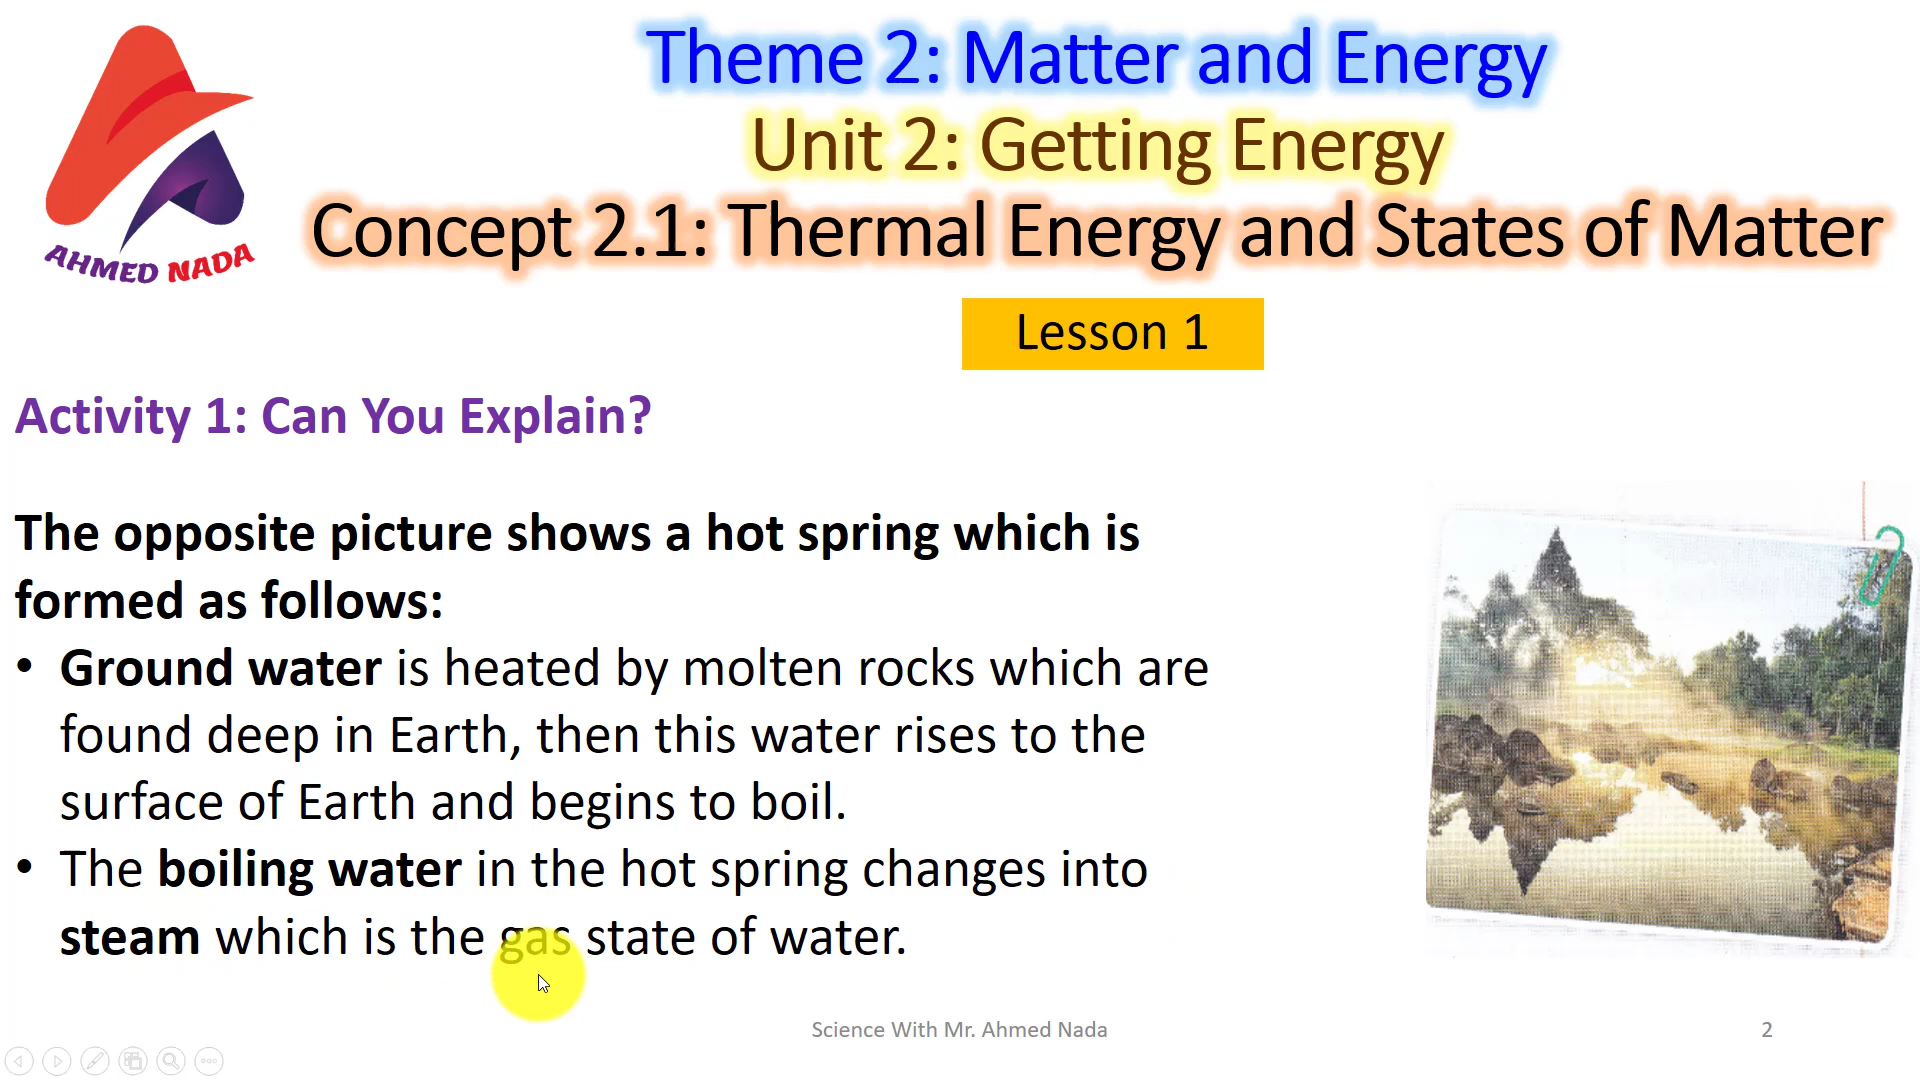 Theme 2: Matter and Energy
Unit 2: Getting Energy
Concept 2.1: Thermal Energy and States of Matter
AHMED NADA
Lesson 1
Activity 1: Can You Explain?
The opposite picture shows a hot spring which is
formed as follows:
• Ground water is heated by molten rocks which are
found deep in Earth, then this water rises to the
surface of Earth and begins to boil.
• The boiling water in the hot spring changes into
steam which is the gas state of water.
Science With Mr. Ahmed Nada
2